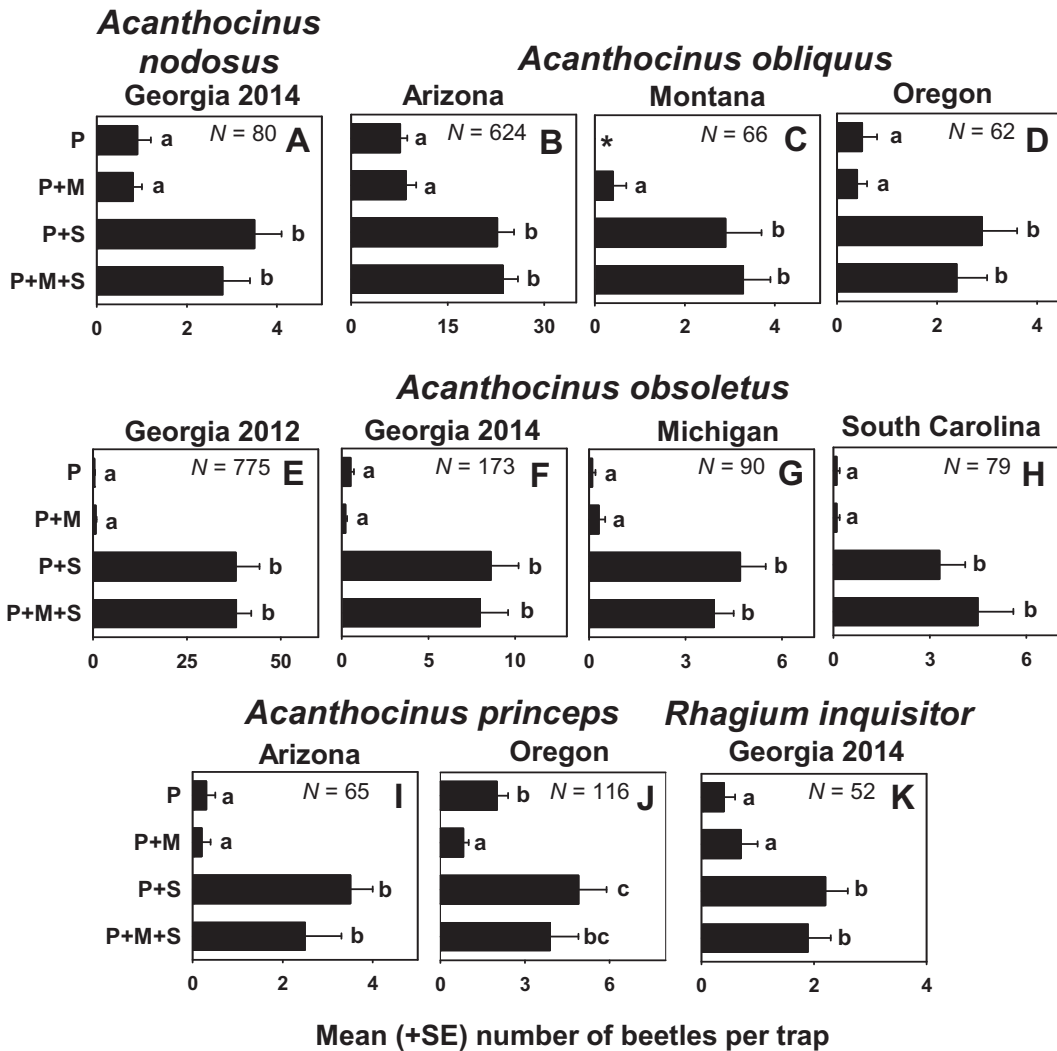 Acanthocinus nodosus
Acanthocinus obliquus
Georgia 2014
Arizona
Montana
Oregon
P
P+M
P+S
P+M+S
N = 80
A
a
a
b
b
0 2 4
N = 624
B
a
a
b
b
0 15 30
N = 66
C
*
a
b
b
0 2 4
N = 62
D
a
a
b
b
0 2 4
Acanthocinus obsoletus
Georgia 2012
Georgia 2014
Michigan
South Carolina
P
P+M
P+S
P+M+S
N = 775
E
a
a
b
b
0 25 50
N = 173
F
a
a
b
b
0 5 10
N = 90
G
a
a
b
b
0 3 6
N = 79
H
a
a
b
b
0 3 6
Acanthocinus princeps
Rhagium inquisitor
Arizona
Oregon
Georgia 2014
P
P+M
P+S
P+M+S
N = 65
I
a
a
b
b
0 2 4
N = 116
J
b
a
c
bc
0 3 6
N = 52
K
a
a
b
b
0 2 4
Mean (+SE) number of beetles per trap